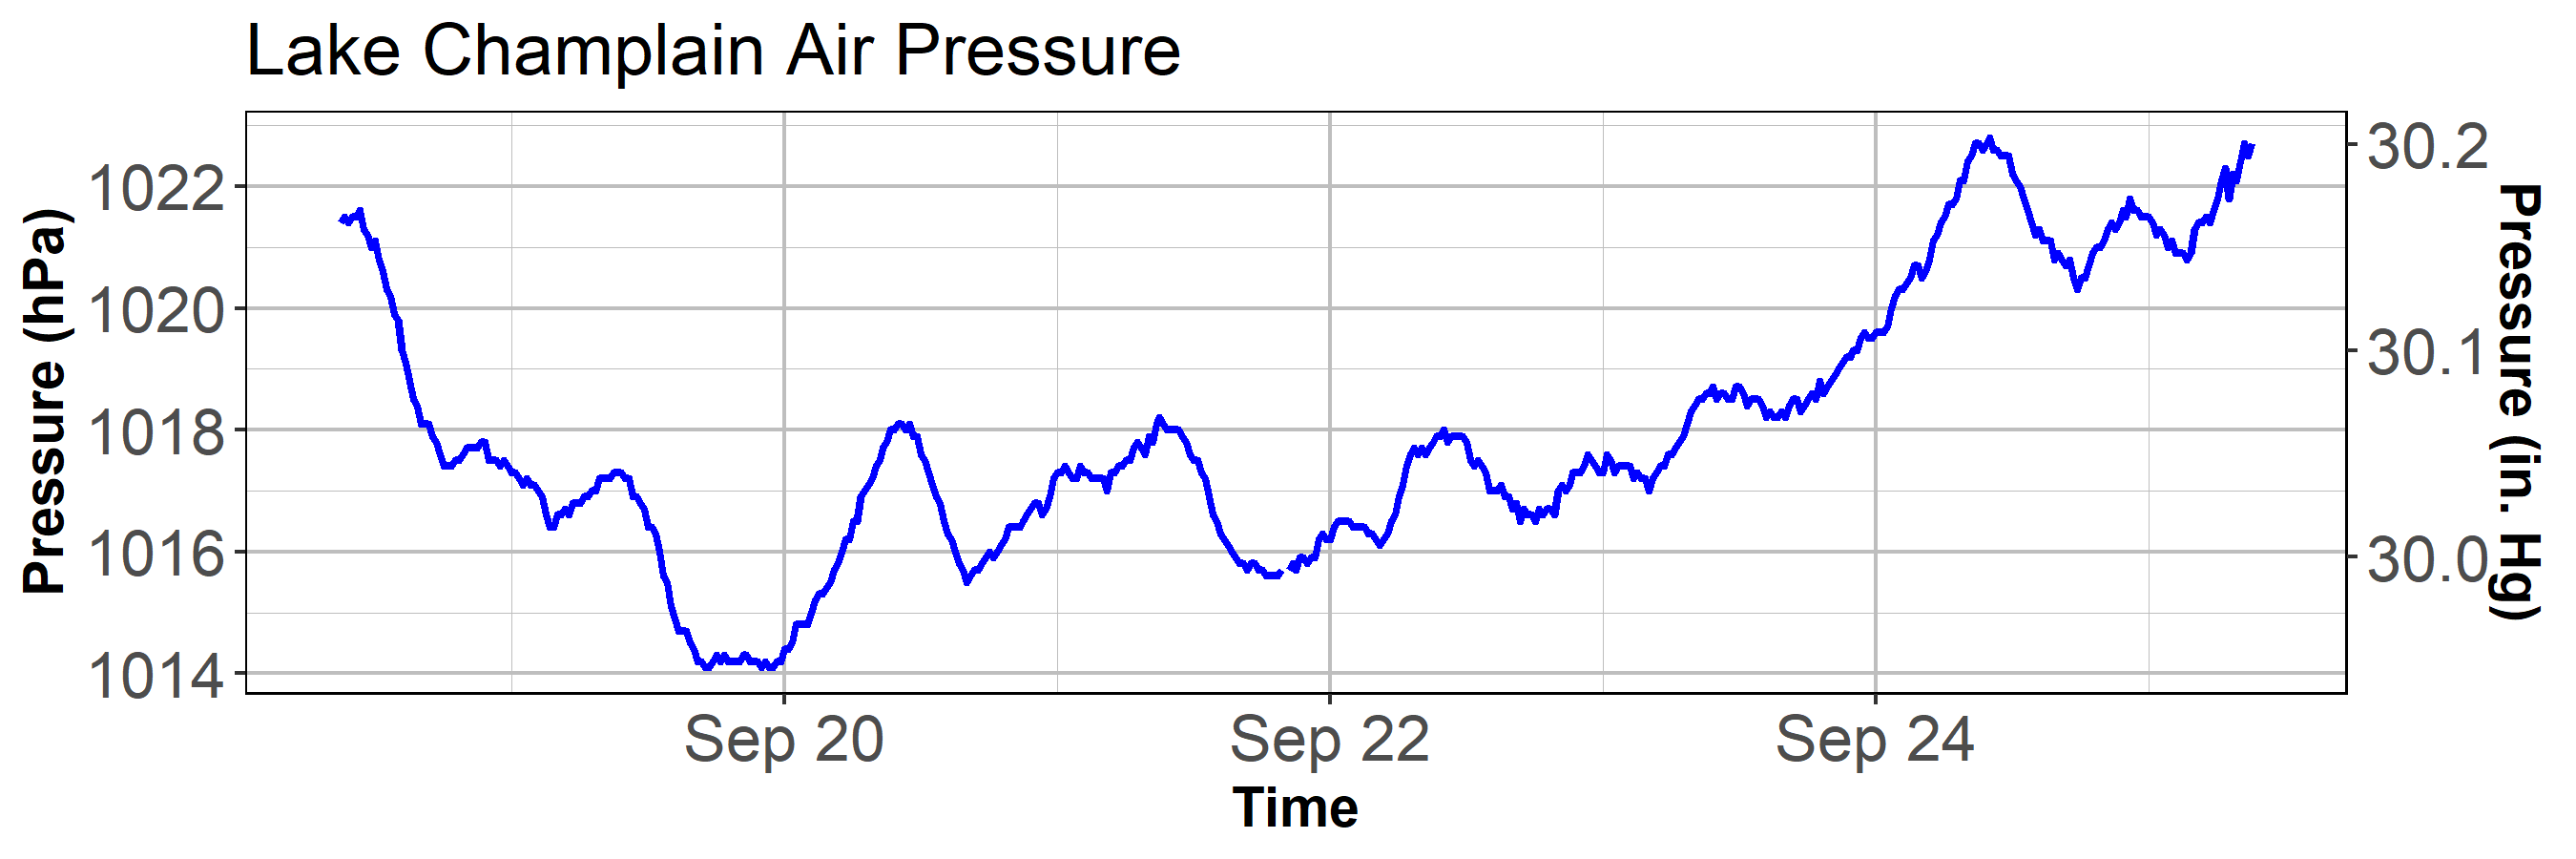 Lake Champlain Air Pressure
Pressure (hPa)
1022
1020
1018
1016
1014
30.2
30.1
30.0
Pressure (in. Hg)
Sep 20
Sep 22
Sep 24
Time